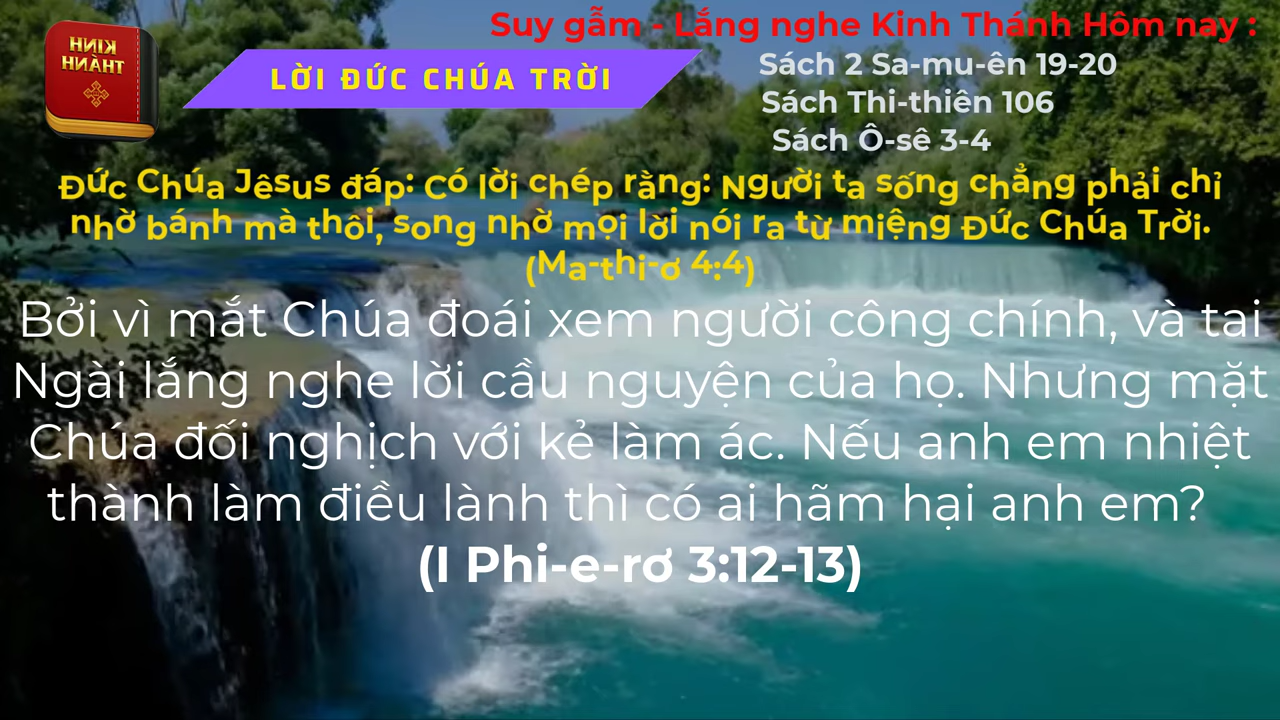 Suy gẫm - Lắng nghe Kinh Thánh Hôm nay :
KINH
THÁNH
LỜI ĐỨC CHÚA TRỜI
Sách 2 Sa-mu-ên 19-20
Sách Thi-thiên 106
Sách Ô-sê 3-4
Đức Chúa Jêsus đáp: Có lời chép rằng: Người ta sống chẳng phải chỉ
nhờ bánh mà thôi, song nhờ mọi lời nói ra từ miệng Đức Chúa Trời.
(Ma-thi-ơ 4:4)
Bởi vì mắt Chúa đoái xem người công chính, và tai
Ngài lắng nghe lời cầu nguyện của họ. Nhưng mặt
Chúa đối nghịch với kẻ làm ác. Nếu anh em nhiệt
thành làm điều lành thì có ai hãm hại anh em?
(I Phi-e-rơ 3:12-13)